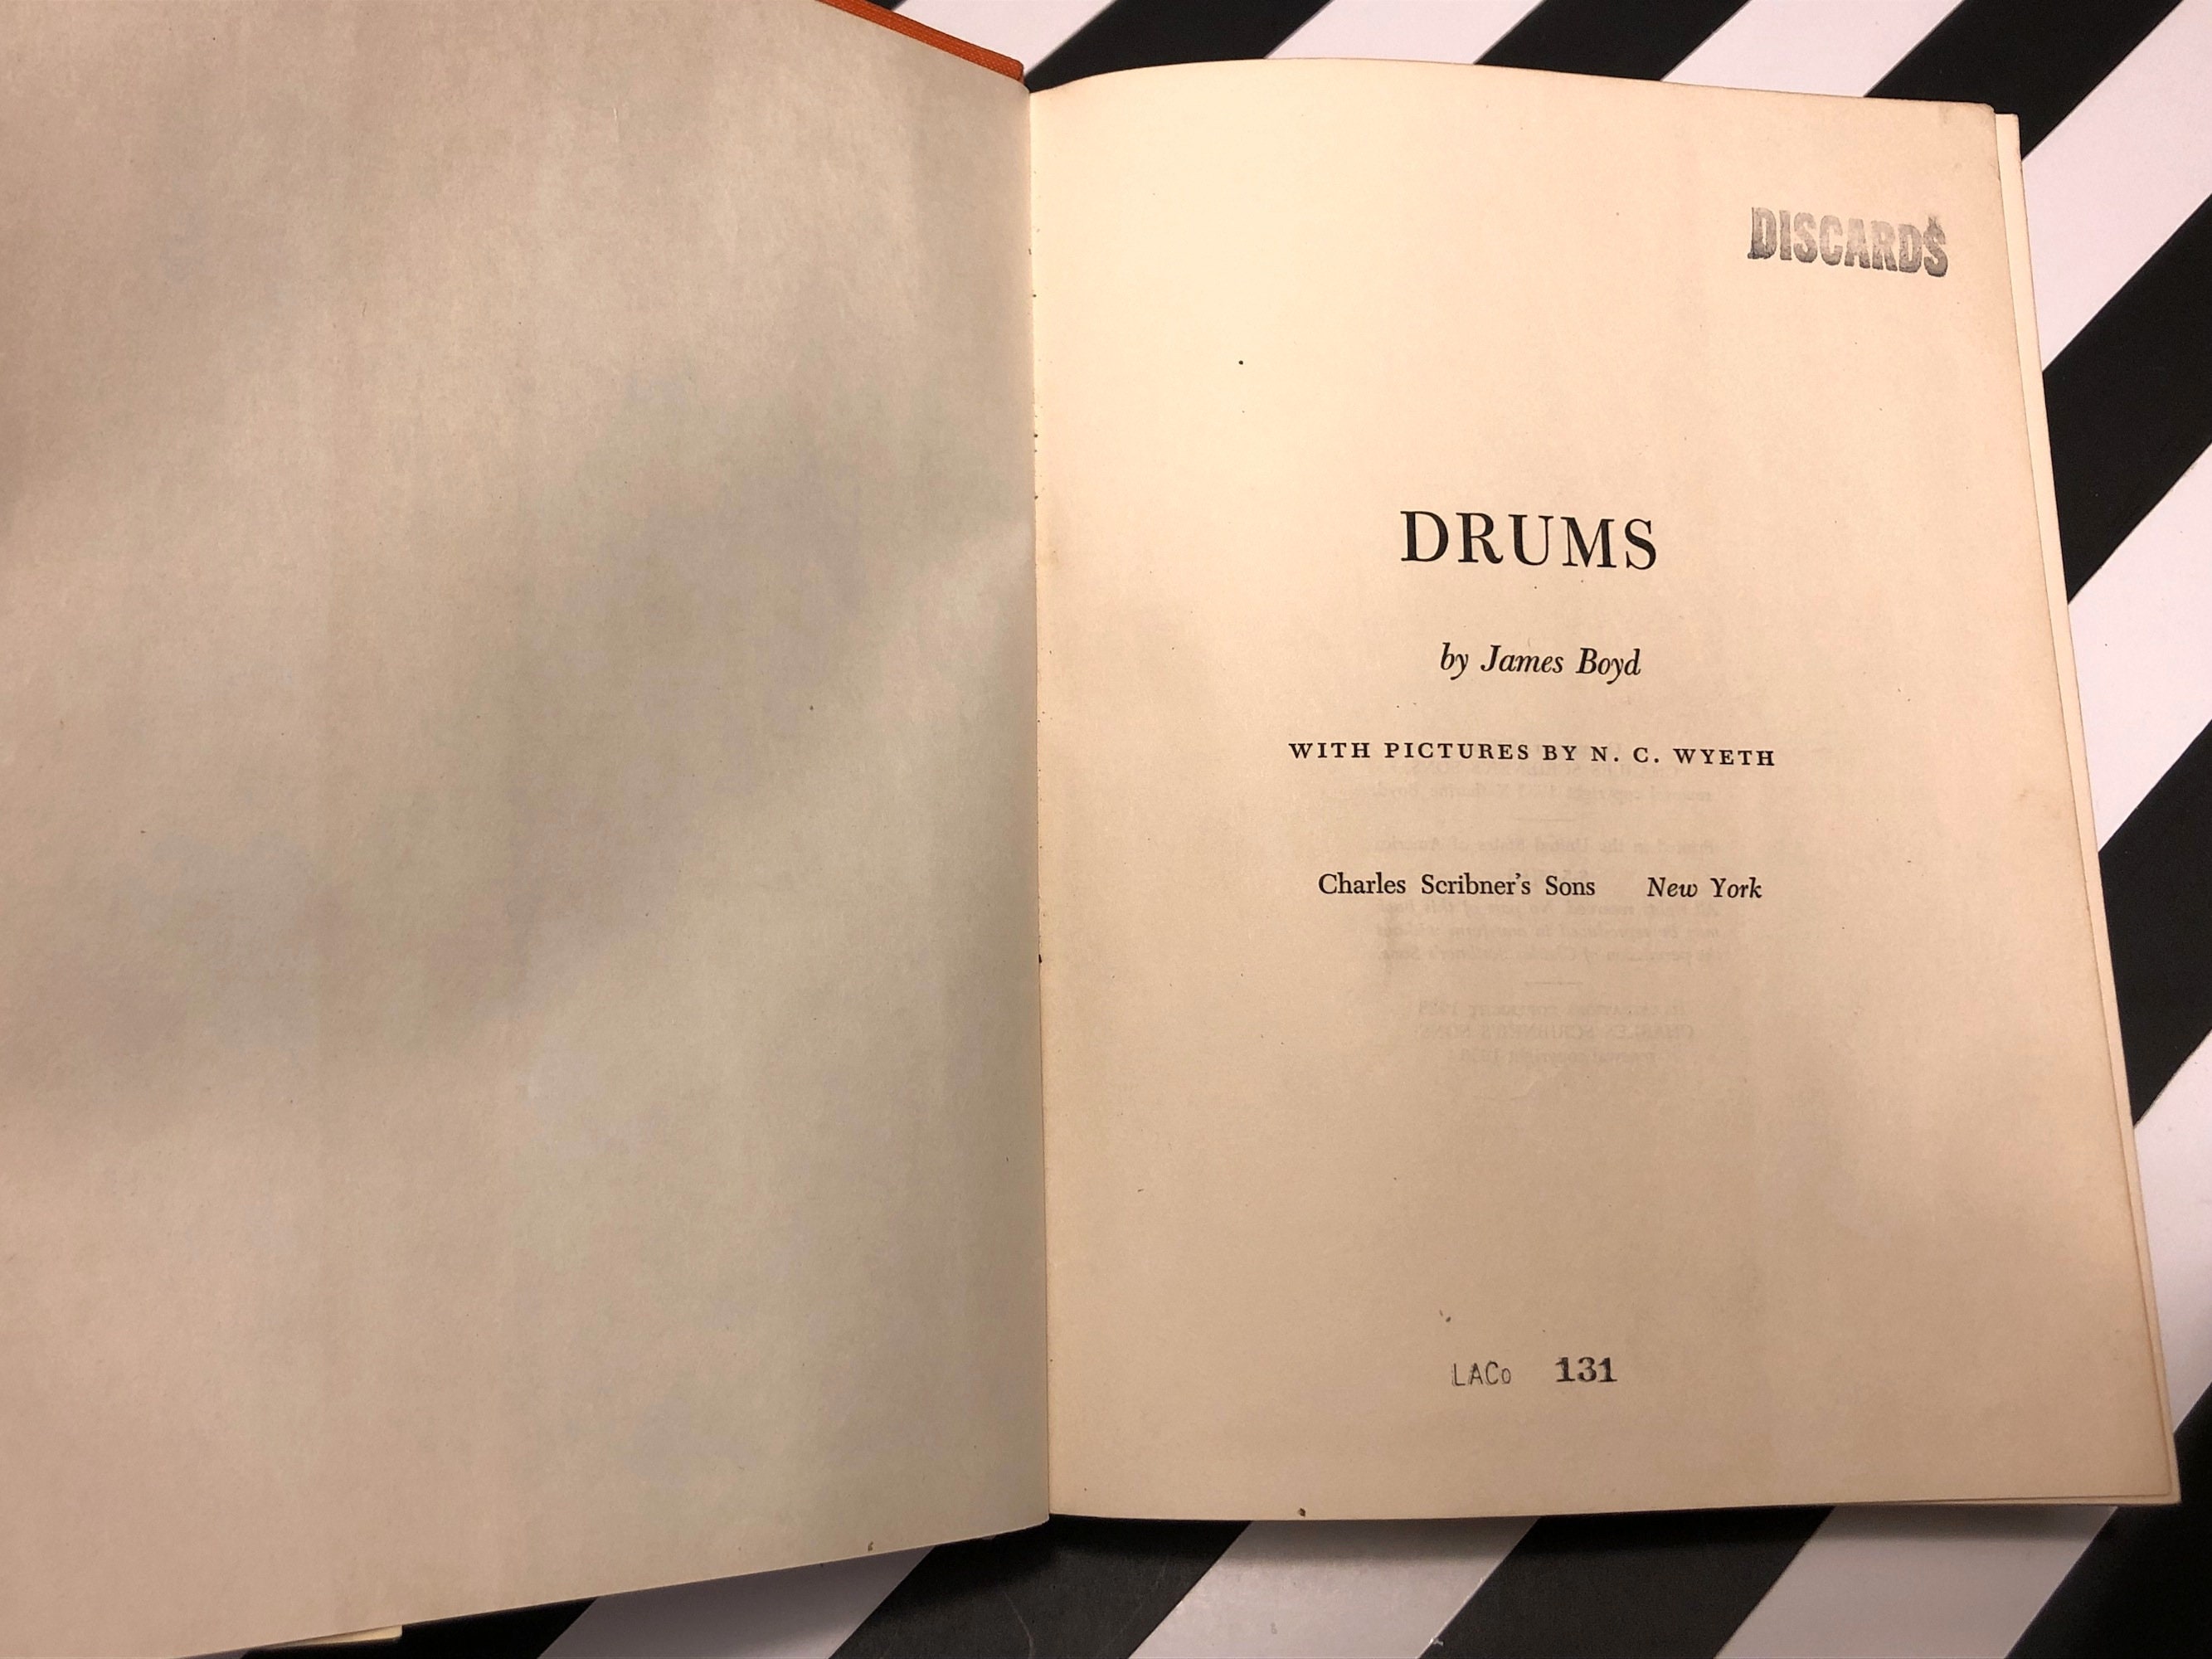 DISCARDS
DRUMS
by James Boyd
WITH PICTURES BY N. C. WYETH
Charles Scribner's Sons New York
LACo 131